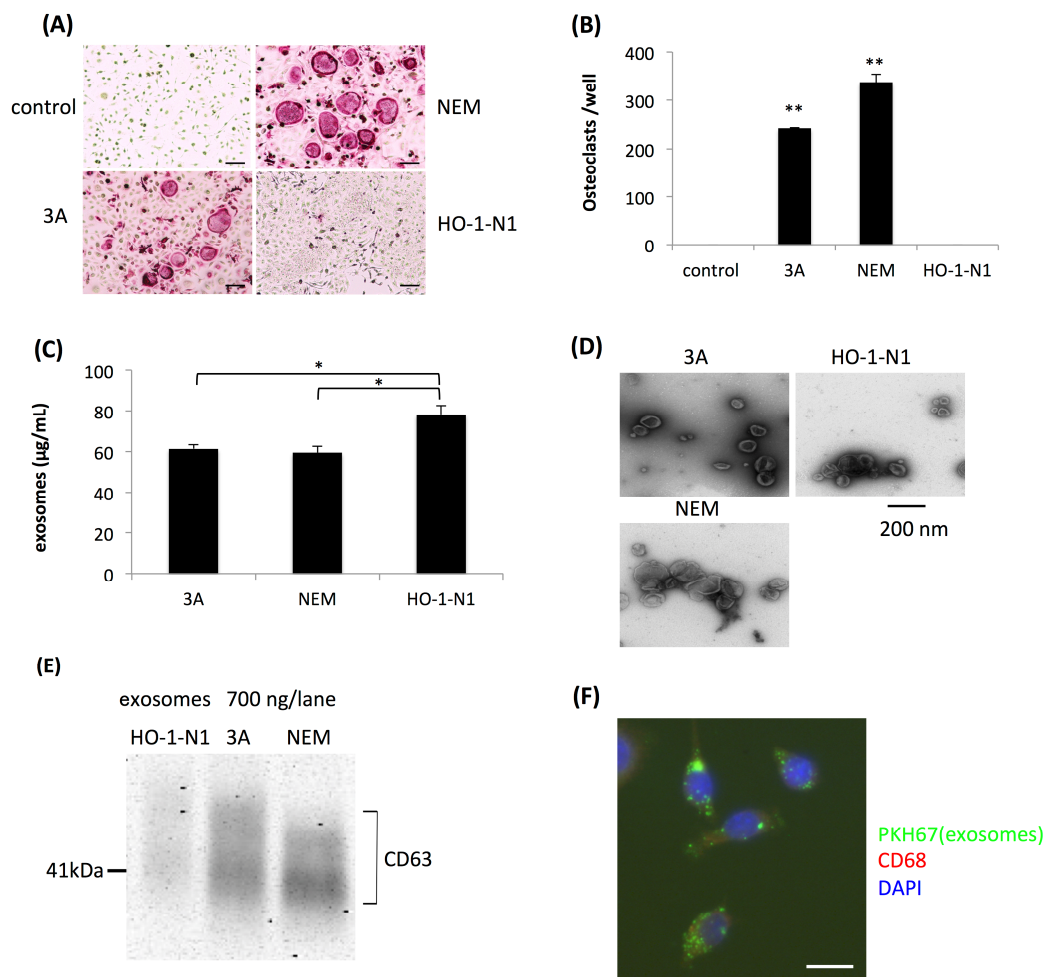 (A)
control
NEM
3A
HO-1-N1
(B)
Osteoclasts /well
400
300
200
100
0
**
**
control 3A NEM HO-1-N1
(C)
exosomes (µg/mL)
100
80
60
40
20
0
*
*
3A NEM HO-1-N1
(D)
3A HO-1-N1
NEM
200 nm
(E)
exosomes 700 ng/lane
HO-1-N1 3A NEM
41kDa
CD63
(F)
PKH67(exosomes)
CD68
DAPI